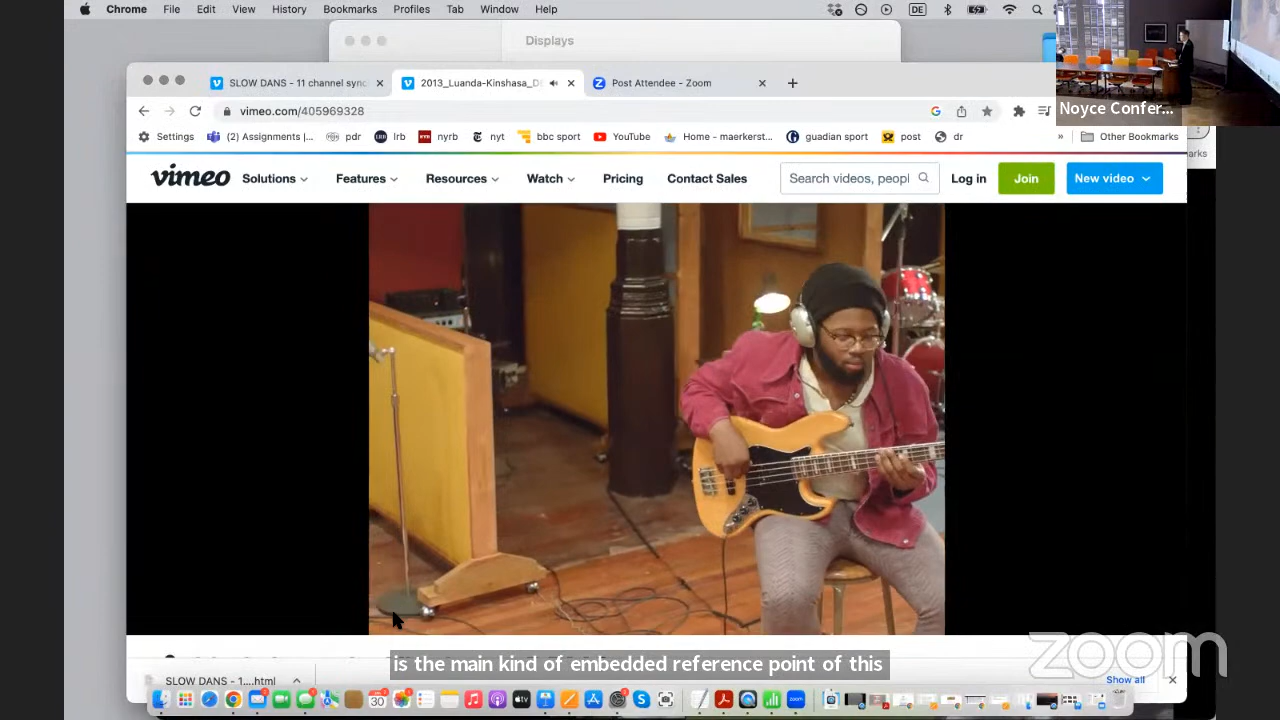 Chrome File Edit View History Bookmarks Profiles Tab Window Help DE
Displays
Noyce Confer...
SLOW DANS - 11 channel sync
2013_Luanda-Kinshasa_D
Post Attendee - Zoom
vimeo.com/405969328
Settings (2) Assignments |... pdr lrb nyrb nyt bbc sport YouTube Home - maerkerst... guadian sport post dr » Other Bookmarks
arks
vimeo Solutions Features Resources Watch Pricing Contact Sales Search videos, peopl Log in Join New video
is the main kind of embedded reference point of this
SLOW DANS - 1....html
Show all
zoom
30